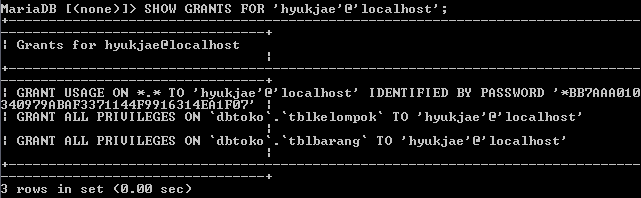 MariaDB [(none)]> SHOW GRANTS FOR 'hyukjae'@'localhost';
+-------------------------------------------------------------------------------
---------------------------------+
| Grants for hyukjae@localhost
                                 |
+-------------------------------------------------------------------------------
---------------------------------+
| GRANT USAGE ON *.* TO 'hyukjae'@'localhost' IDENTIFIED BY PASSWORD '*BB7AAA010
340979ABAF3371144F9916314EA1F07' |
| GRANT ALL PRIVILEGES ON `dbtoko`.`tblkelompok` TO 'hyukjae'@'localhost'
                                 |
| GRANT ALL PRIVILEGES ON `dbtoko`.`tblbarang` TO 'hyukjae'@'localhost'
                                 |
+-------------------------------------------------------------------------------
---------------------------------+
3 rows in set (0.00 sec)